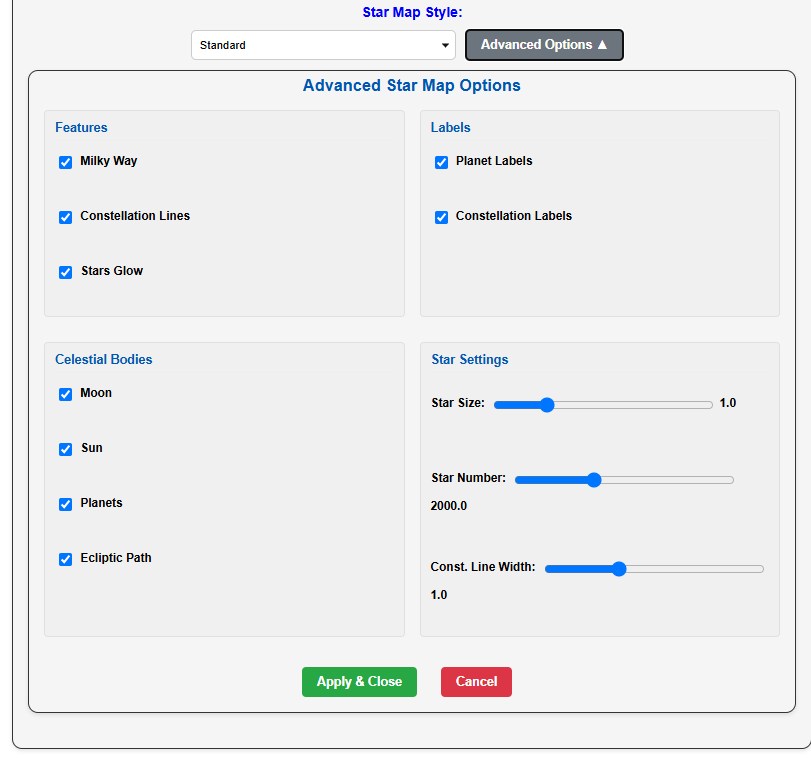 Star Map Style:
Standard
Advanced Options ▲
Advanced Star Map Options
Features
Milky Way
Constellation Lines
Stars Glow
Labels
Planet Labels
Constellation Labels
Celestial Bodies
Moon
Sun
Planets
Ecliptic Path
Star Settings
Star Size: 1.0
Star Number:
2000.0
Const. Line Width:
1.0
Apply & Close
Cancel